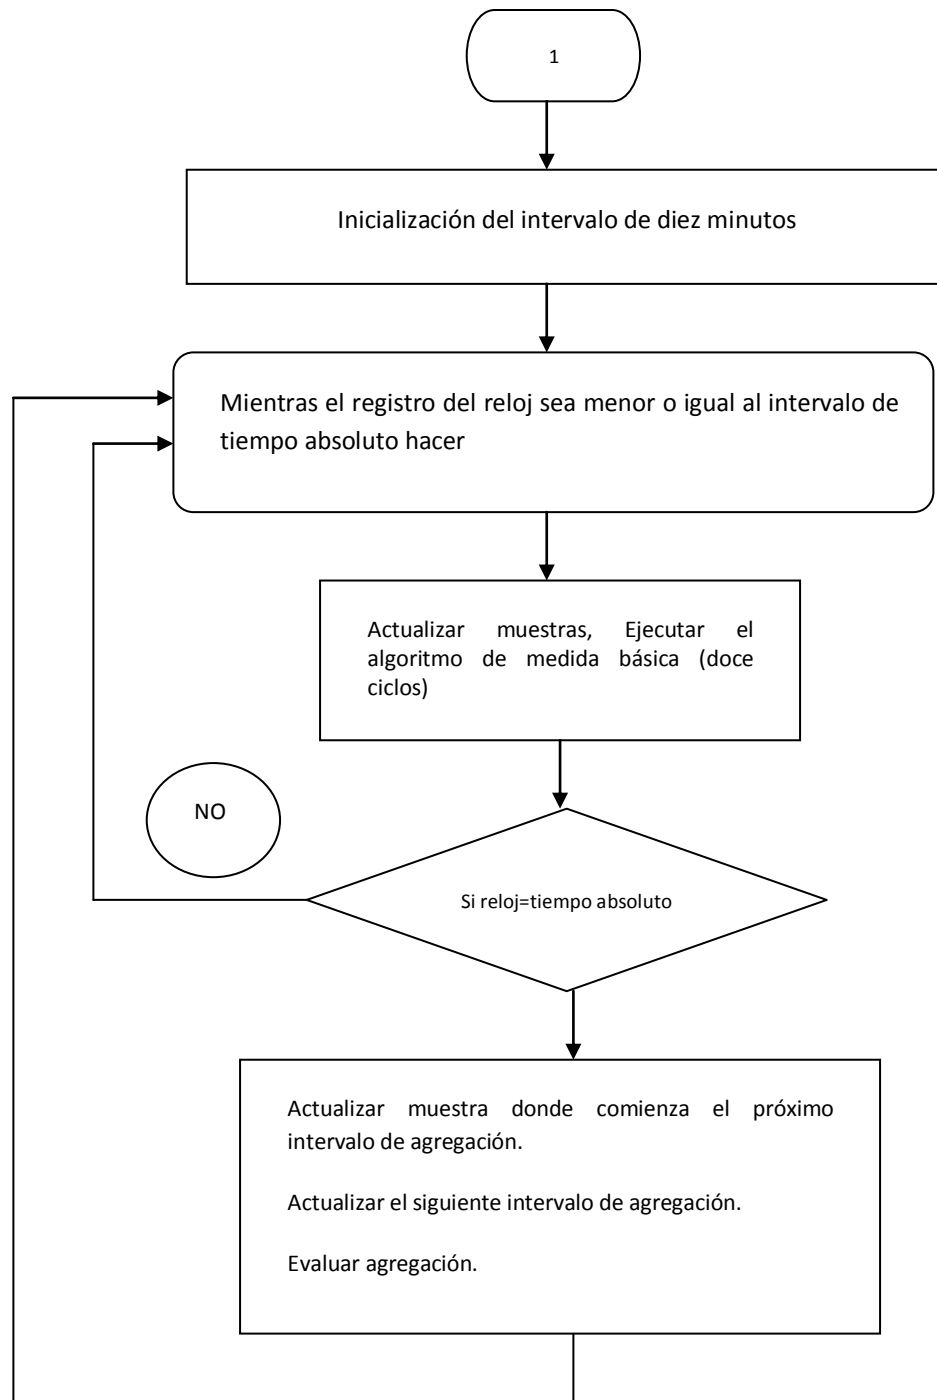 1
Inicialización del intervalo de diez minutos
Mientras el registro del reloj sea menor o igual al intervalo de
tiempo absoluto hacer
Actualizar muestras, Ejecutar el
algoritmo de medida básica (doce
ciclos)
NO
Si reloj=tiempo absoluto
Actualizar muestra donde comienza el próximo
intervalo de agregación.
Actualizar el siguiente intervalo de agregación.
Evaluar agregación.